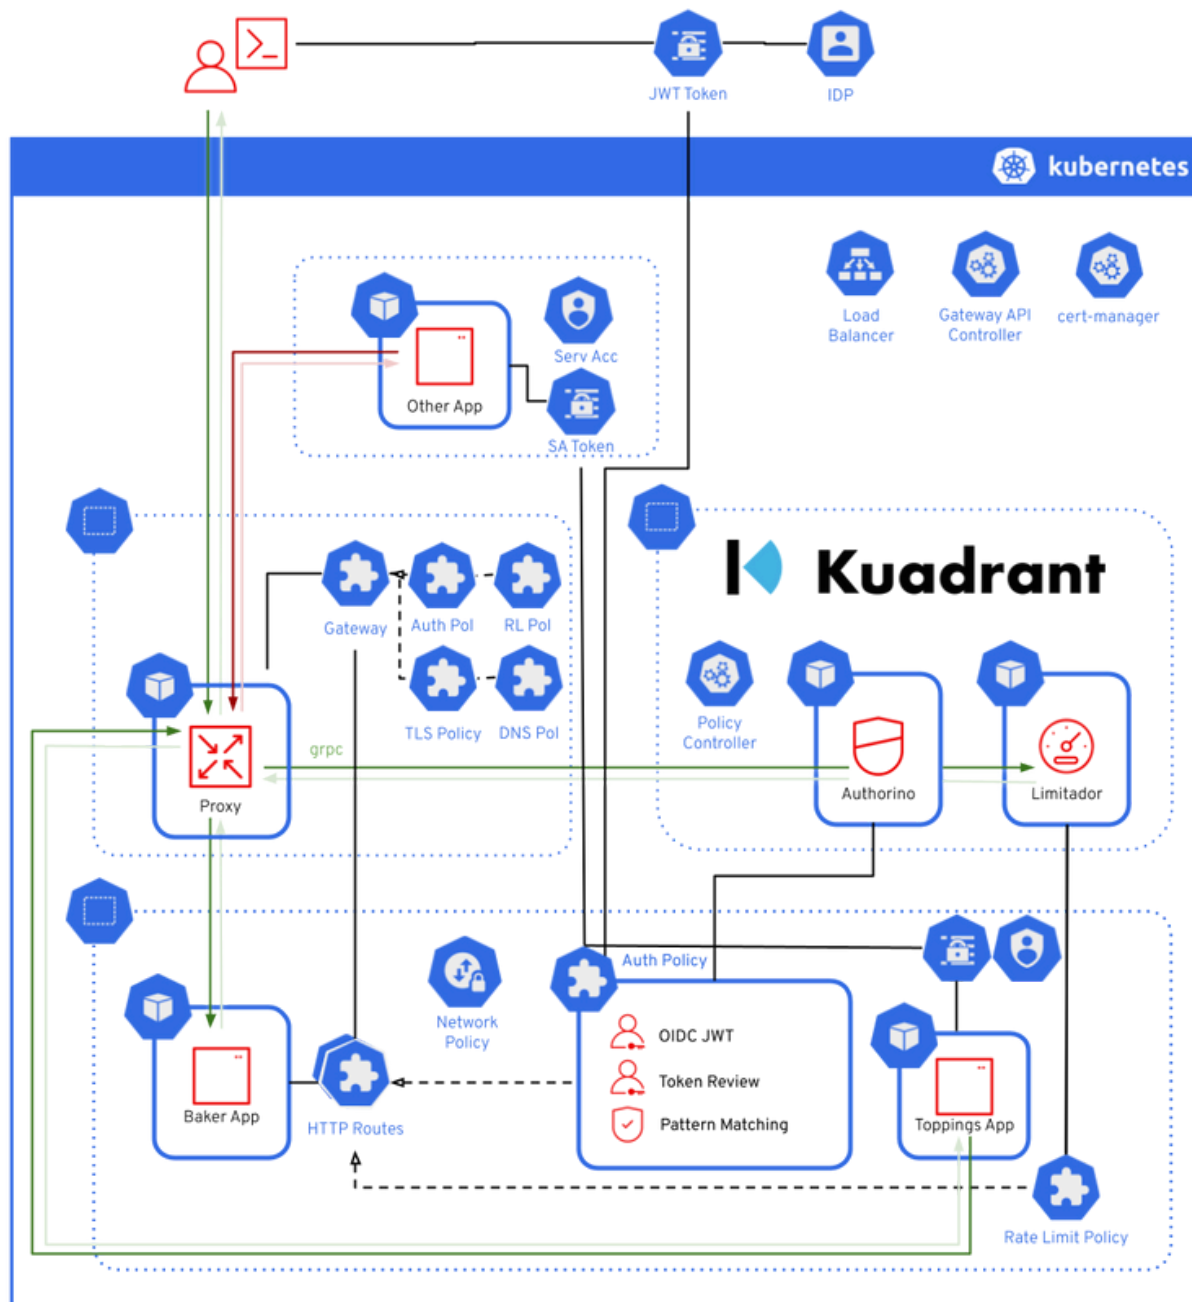 JWT Token
IDP
kubernetes
Load
Balancer
Gateway API
Controller
cert-manager
Serv Acc
Other App
SA Token
Kuadrant
Gateway
Auth Pol
RL Pol
TLS Policy
DNS Pol
Policy
Controller
grpc
Proxy
Authorino
Limitador
Auth Policy
Network
Policy
OIDC JWT
Token Review
Pattern Matching
Baker App
HTTP Routes
Toppings App
Rate Limit Policy